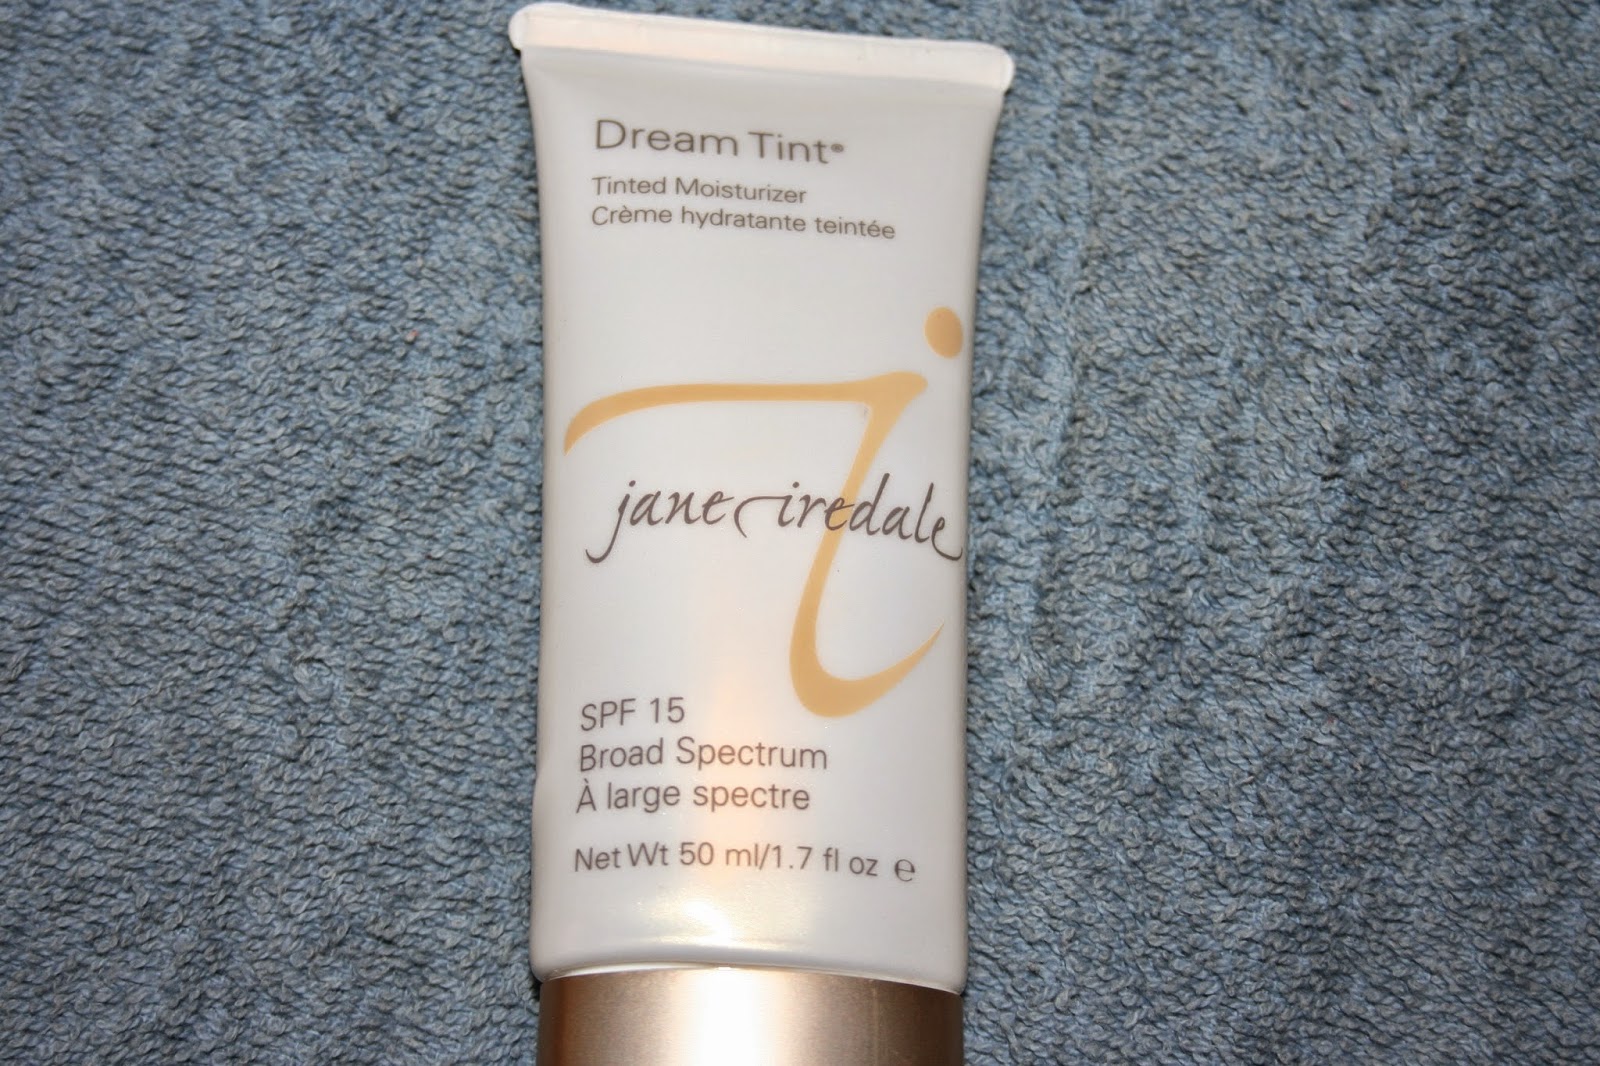 Dream Tint®
Tinted Moisturizer
Crème hydratante teintée
jane iredale
SPF 15
Broad Spectrum
À large spectre
Net Wt 50 ml/1.7 fl oz ℮